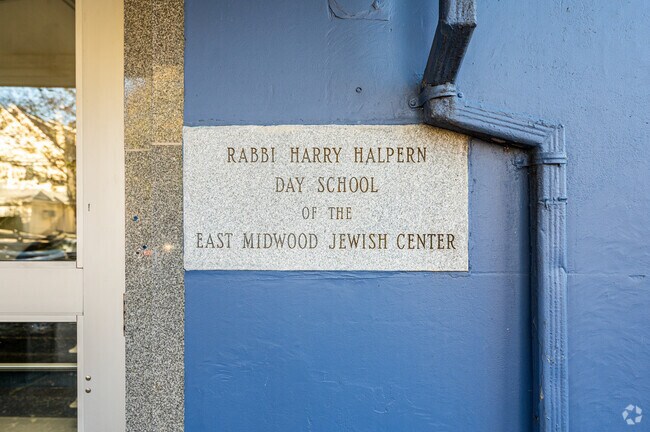 RABBI HARRY HALPERN
DAY SCHOOL
OF THE
EAST MIDWOOD JEWISH CENTER